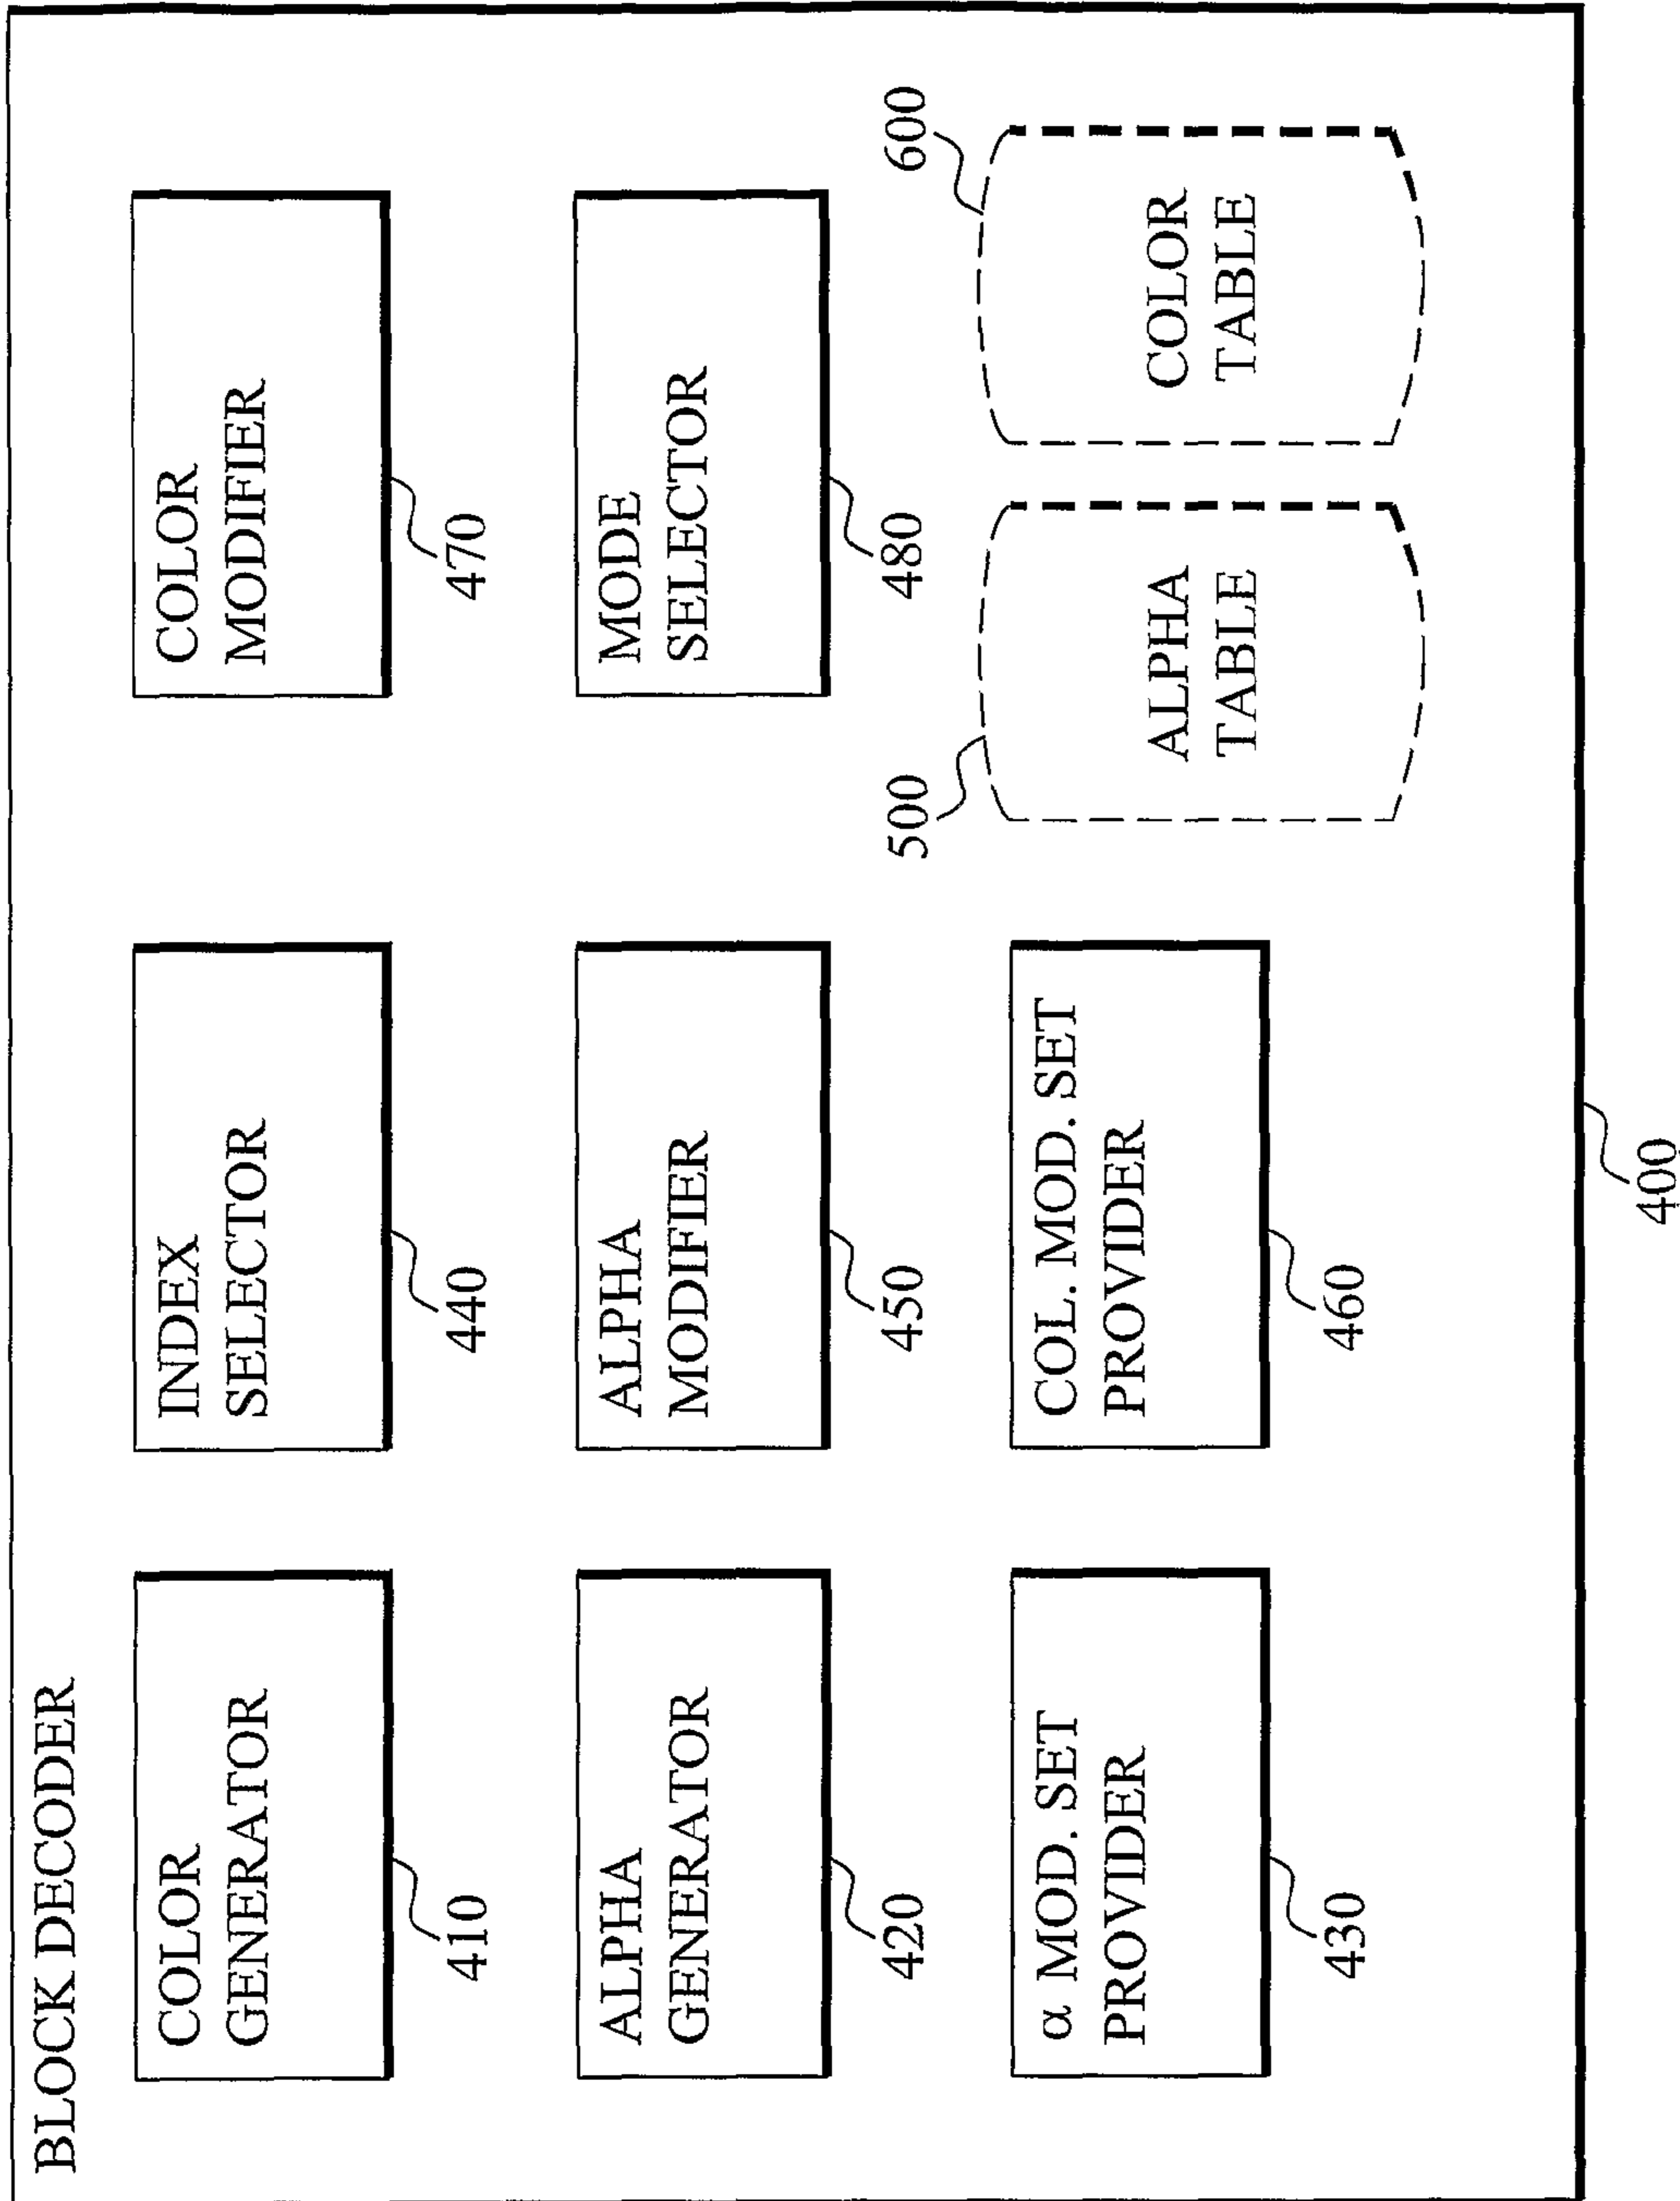 BLOCK DECODER
COLOR
GENERATOR
410
INDEX
SELECTOR
440
COLOR
MODIFIER
470
ALPHA
GENERATOR
420
ALPHA
MODIFIER
450
MODE
SELECTOR
480
α MOD. SET
PROVIDER
430
COL. MOD. SET
PROVIDER
460
500
ALPHA
TABLE
600
COLOR
TABLE
400